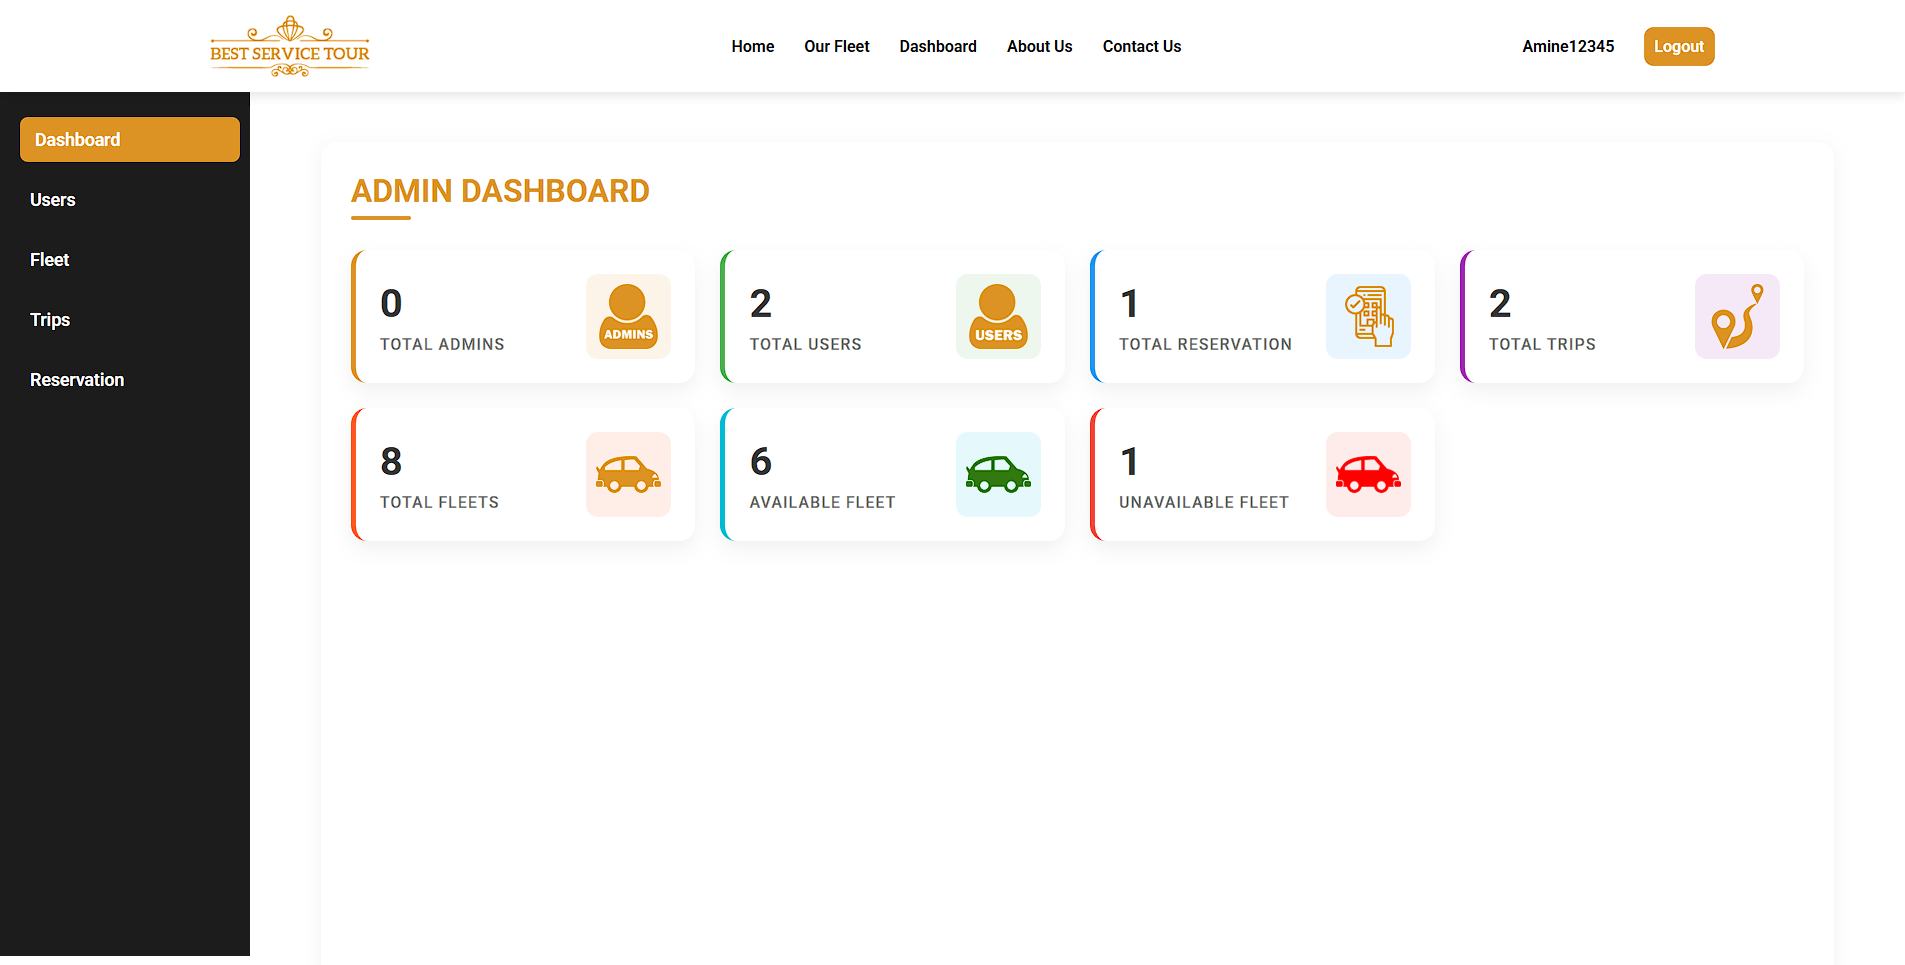 BEST SERVICE TOUR
Home Our Fleet Dashboard About Us Contact Us
Amine12345 Logout
Dashboard
Users
Fleet
Trips
Reservation
ADMIN DASHBOARD
0
TOTAL ADMINS
ADMINS
2
TOTAL USERS
USERS
1
TOTAL RESERVATION
2
TOTAL TRIPS
8
TOTAL FLEETS
6
AVAILABLE FLEET
1
UNAVAILABLE FLEET